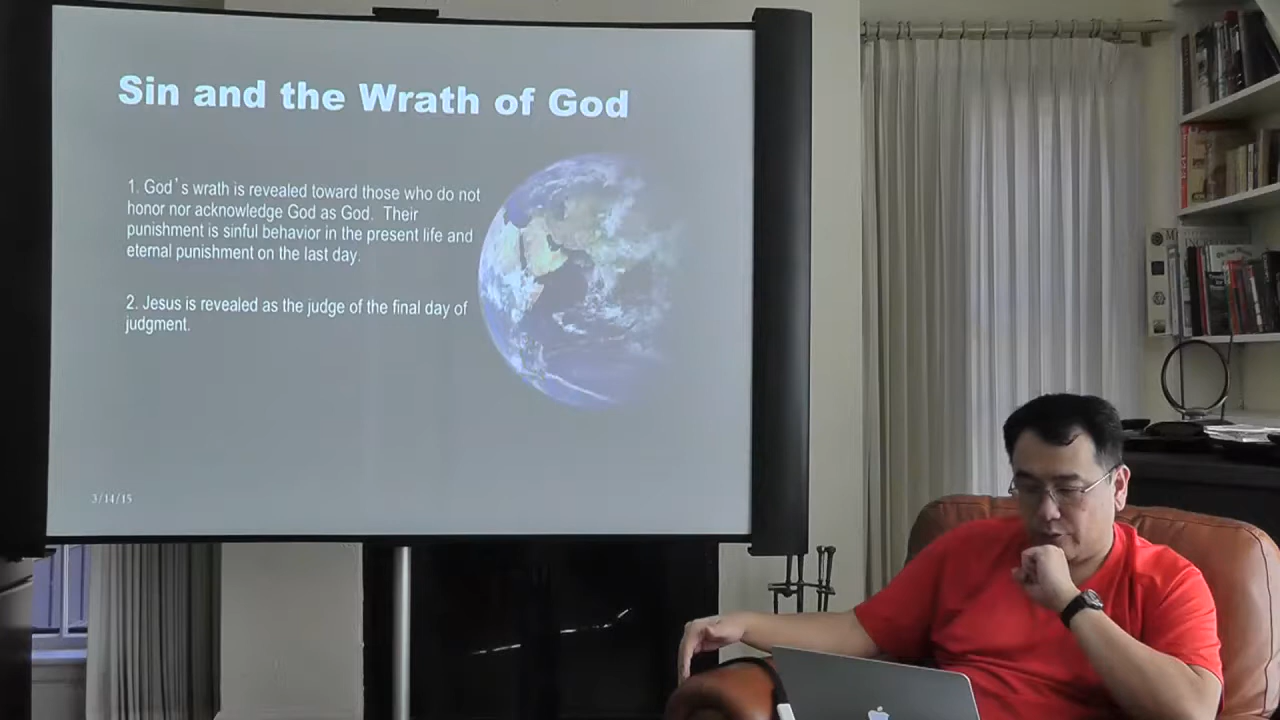 Sin and the Wrath of God
1. God's wrath is revealed toward those who do not
honor nor acknowledge God as God. Their
punishment is sinful behavior in the present life and
eternal punishment on the last day.
2. Jesus is revealed as the judge of the final day of
judgment.
3/14/15